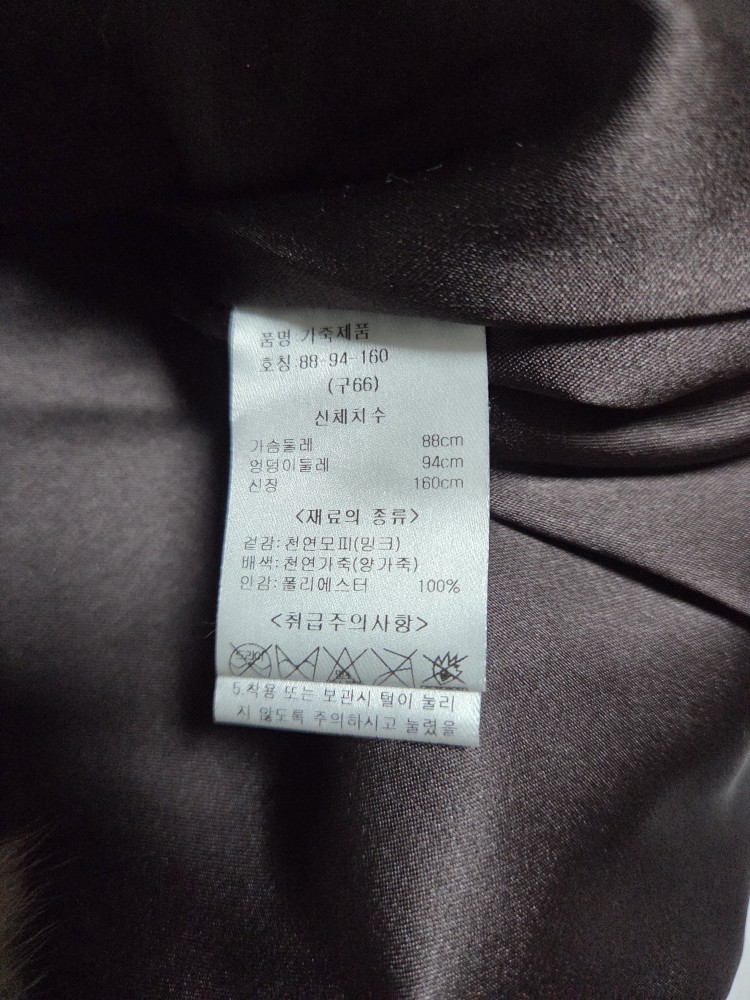 품명:가죽제품
호칭:88-94-160
(구66)
신체치수
가슴둘레 88cm
엉덩이둘레 94cm
신장 160cm
<재료의 종류>
겉감:천연모피(밍크)
배색:천연가죽(양가죽)
안감:폴리에스터 100%
<취급주의사항>
드라이
5.착용 또는 보관시 털이 눌리
지 않도록 주의하시고 눌렸을